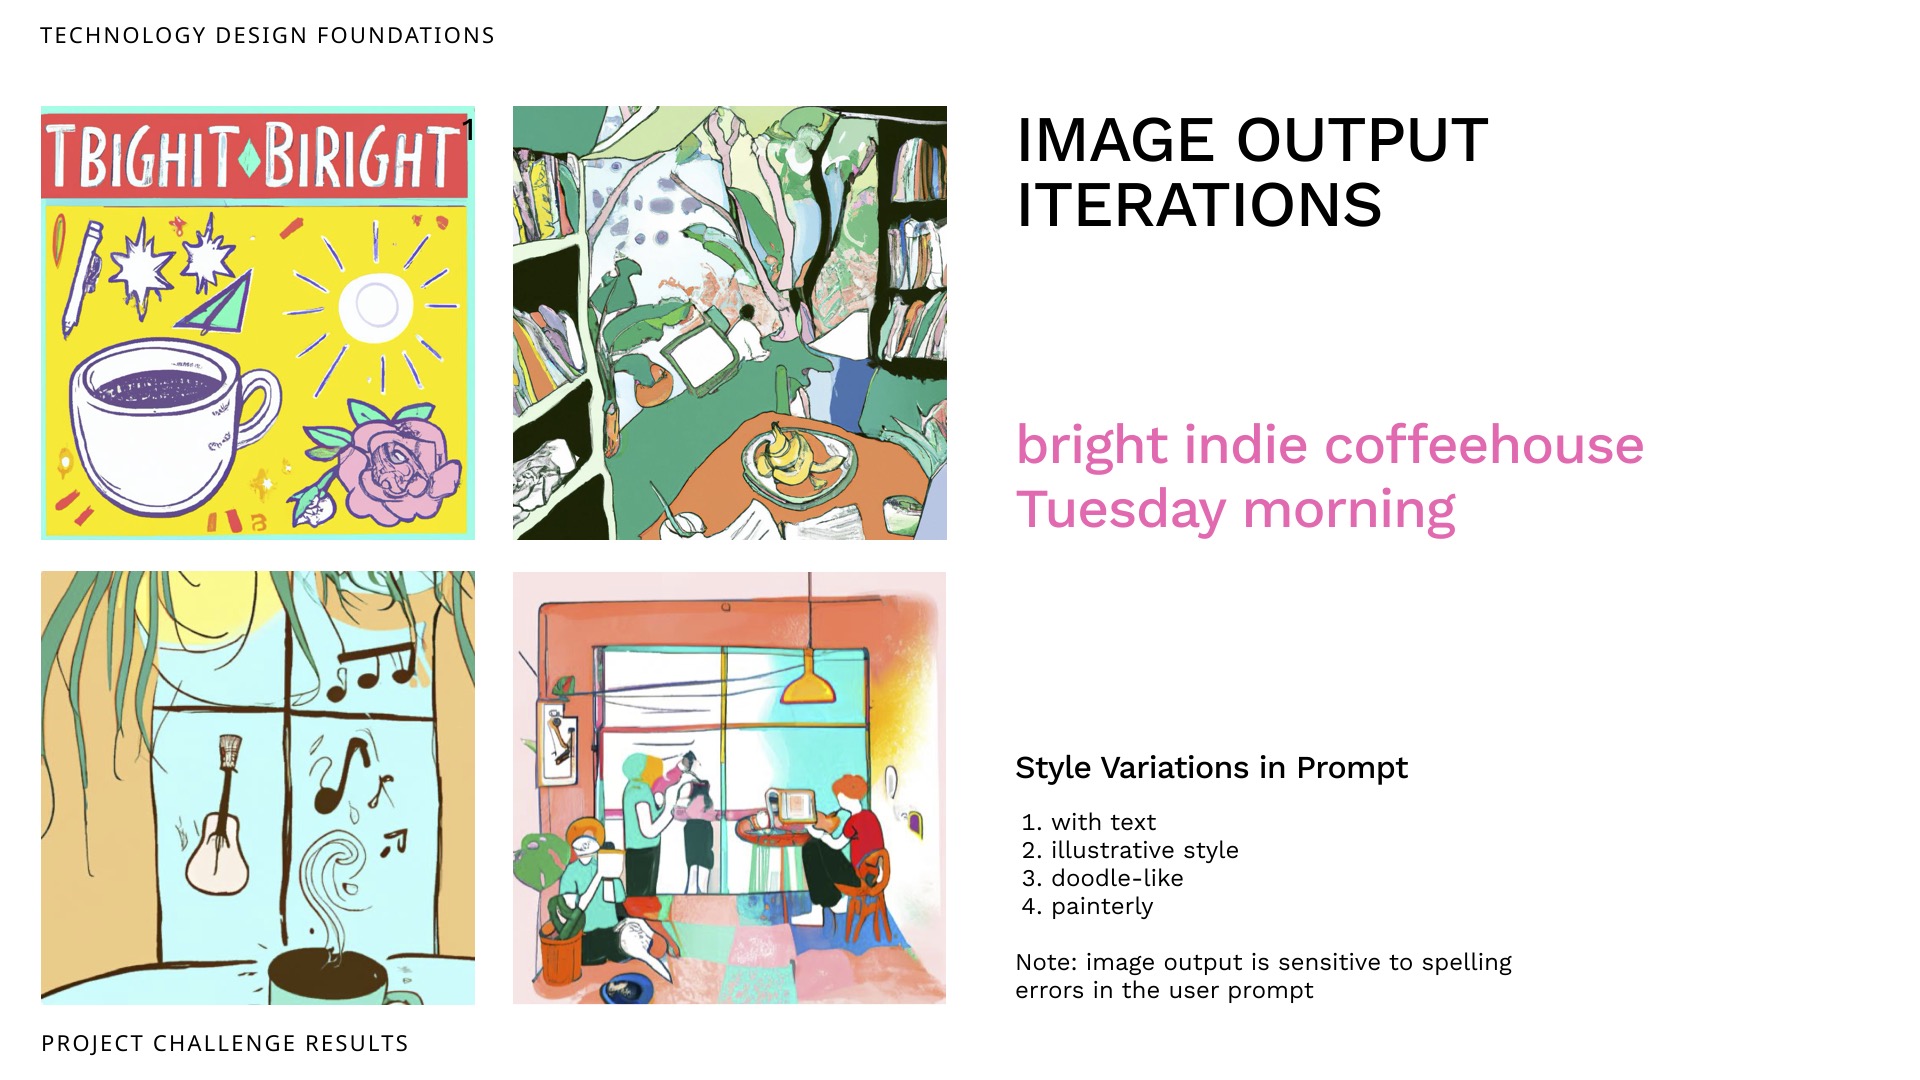 TECHNOLOGY DESIGN FOUNDATIONS
TBIGHIT BIRIGHT
1
IMAGE OUTPUT
ITERATIONS
bright indie coffeehouse
Tuesday morning
Style Variations in Prompt
1. with text
2. illustrative style
3. doodle-like
4. painterly
Note: image output is sensitive to spelling
errors in the user prompt
PROJECT CHALLENGE RESULTS